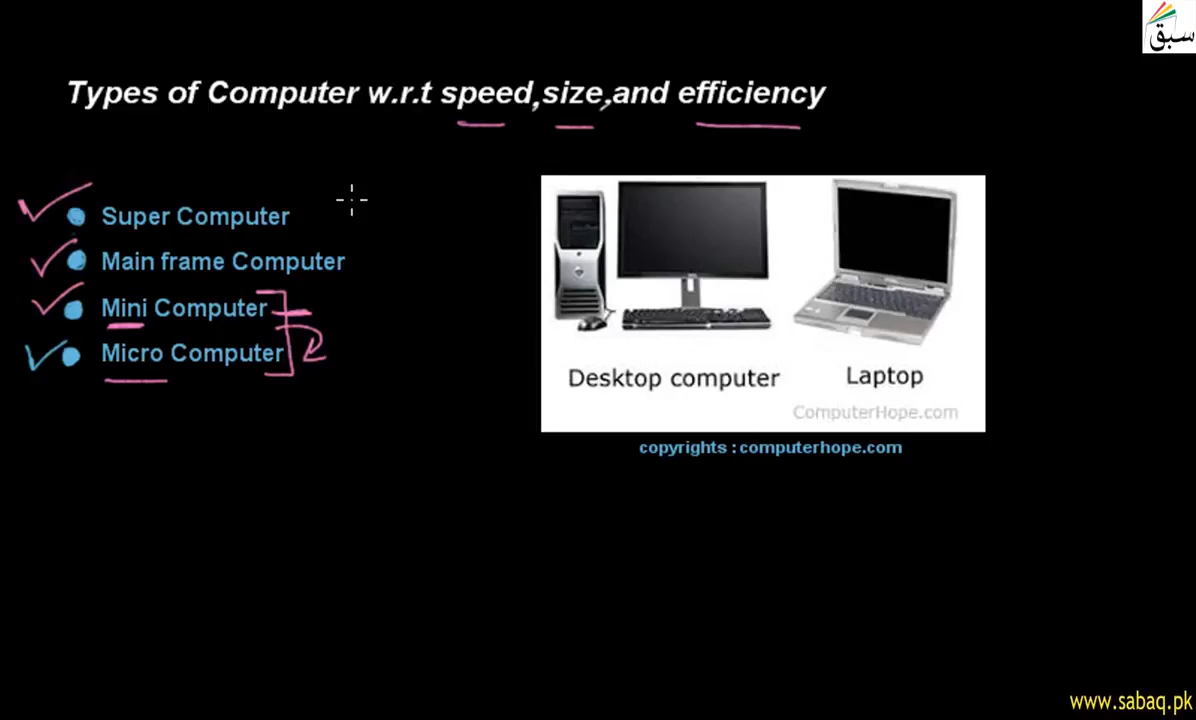 سبق
Types of Computer w.r.t speed,size,and efficiency
Super Computer
Main frame Computer
Mini Computer
Micro Computer
Desktop computer
Laptop
ComputerHope.com
copyrights : computerhope.com
www.sabaq.pk